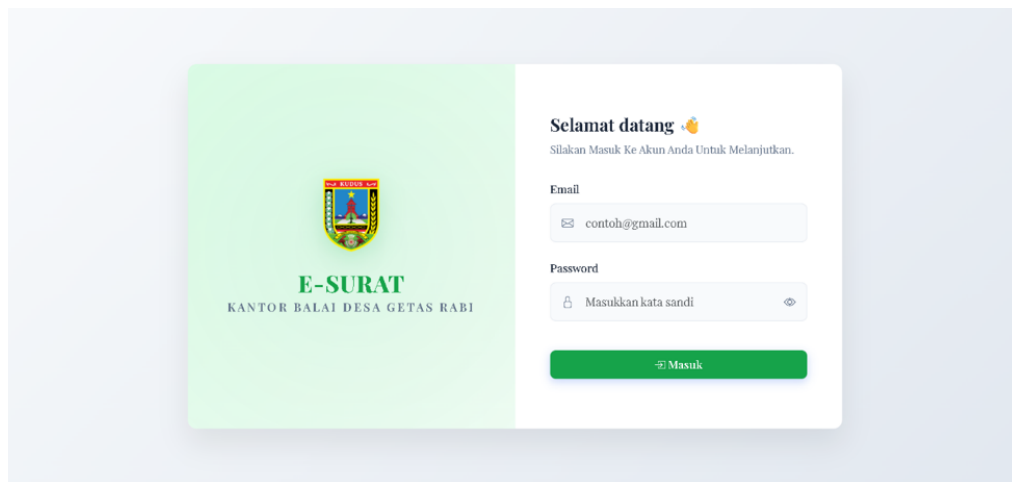 KUDUS
E-SURAT
KANTOR BALAI DESA GETAS RABI
Selamat datang 👋
Silakan Masuk Ke Akun Anda Untuk Melanjutkan.
Email
contoh@gmail.com
Password
Masukkan kata sandi
Masuk